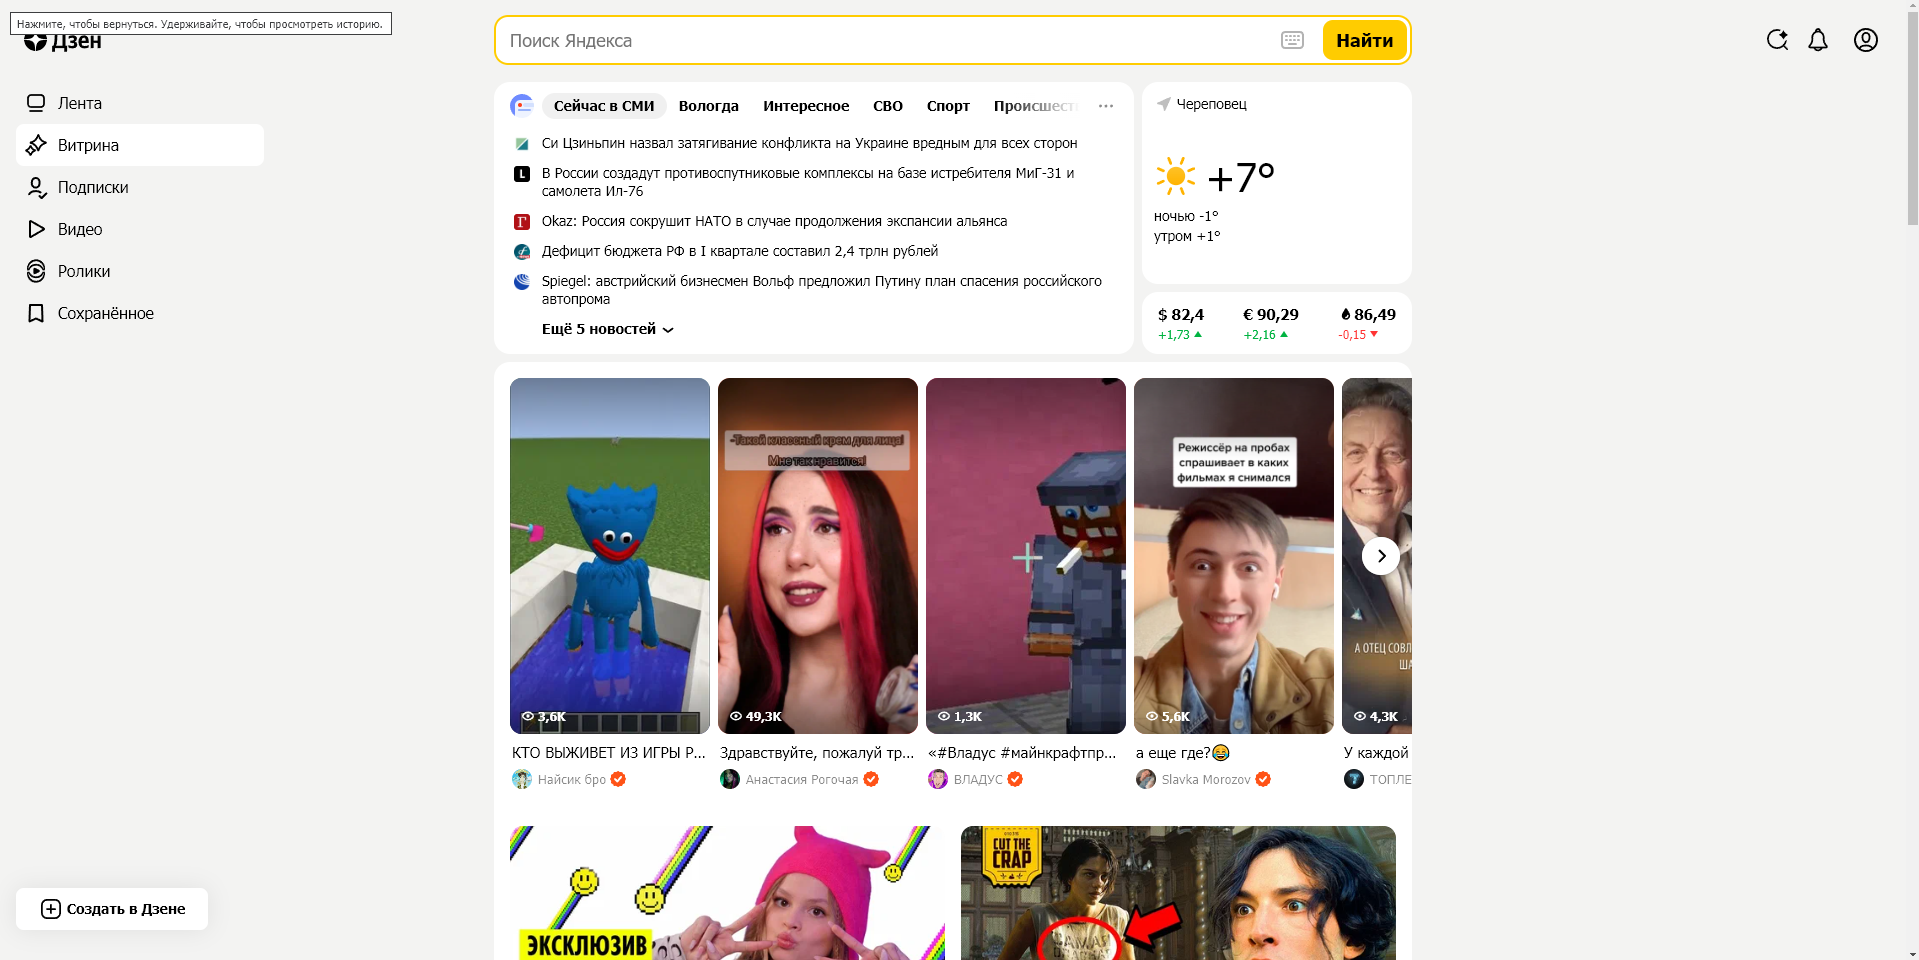 Нажмите, чтобы вернуться. Удерживайте, чтобы просмотреть историю.
Дзен
Поиск Яндекса
Найти
Лента
Витрина
Подписки
Видео
Ролики
Сохранённое
Создать в Дзене
Сейчас в СМИ Вологда Интересное СВО Спорт Происшест
Си Цзиньпин назвал затягивание конфликта на Украине вредным для всех сторон
L
В России создадут противоспутниковые комплексы на базе истребителя МиГ-31 и
самолета Ил-76
Г
Okaz: Россия сокрушит НАТО в случае продолжения экспансии альянса
Дефицит бюджета РФ в I квартале составил 2,4 трлн рублей
Spiegel: австрийский бизнесмен Вольф предложил Путину план спасения российского
автопрома
Ещё 5 новостей
Череповец
+7°
ночью -1°
утром +1°
$ 82,4 € 90,29 86,49
+1,73 +2,16 -0,15
3,6K
КТО ВЫЖИВЕТ ИЗ ИГРЫ P...
Найсик бро
-Такой классный крем для лица!
Мне так нравится!
49,3K
Здравствуйте, пожалуй тр...
Анастасия Рогочая
1,3K
«#Владус #майнкрафтпр...
ВЛАДУС
Режиссёр на пробах
спрашивает в каких
фильмах я снимался
5,6K
а еще где?😂
Slavka Morozov
А ОТЕЦ СОВЛ
ША
4,3K
У каждой
ТОПЛЕ
ЭКСКЛЮЗИВ
CUT THE
CRAP